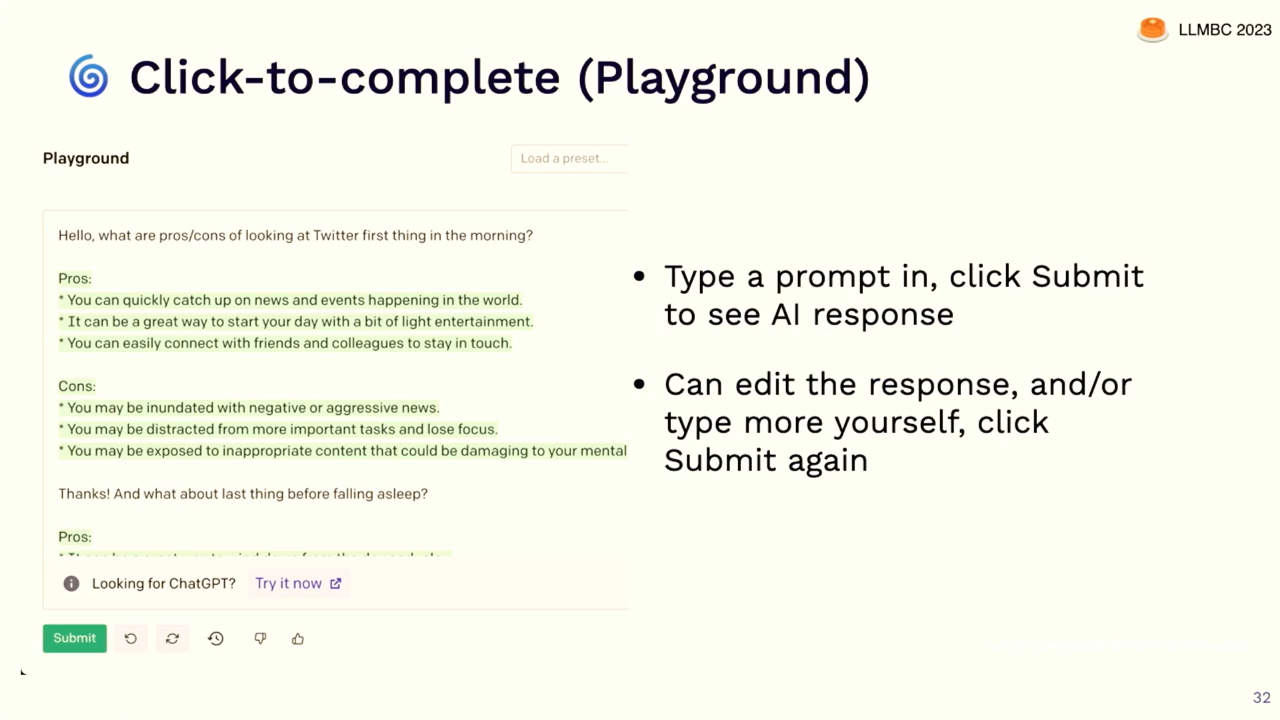 LLMBC 2023
Click-to-complete (Playground)
Playground
Load a preset...
Hello, what are pros/cons of looking at Twitter first thing in the morning?
Pros:
* You can quickly catch up on news and events happening in the world.
* It can be a great way to start your day with a bit of light entertainment.
* You can easily connect with friends and colleagues to stay in touch.
Cons:
* You may be inundated with negative or aggressive news.
* You may be distracted from more important tasks and lose focus.
* You may be exposed to inappropriate content that could be damaging to your mental
Thanks! And what about last thing before falling asleep?
Pros:
Looking for ChatGPT? Try it now
Submit
• Type a prompt in, click Submit
to see AI response
• Can edit the response, and/or
type more yourself, click
Submit again
32